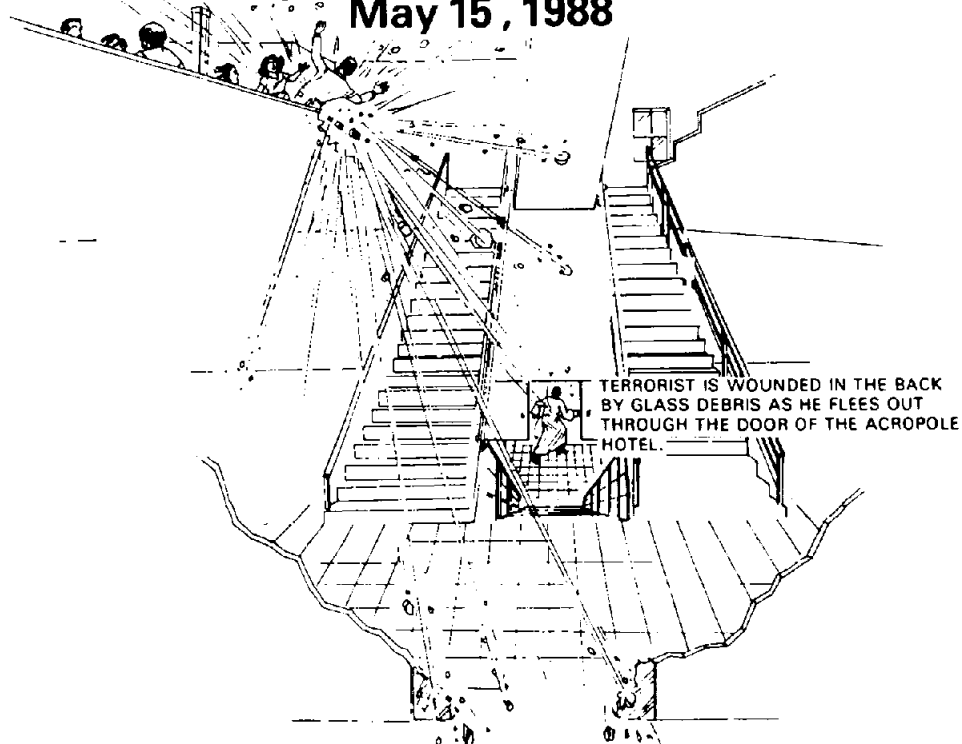 May 15, 1988
TERRORIST IS WOUNDED IN THE BACK
BY GLASS DEBRIS AS HE FLEES OUT
THROUGH THE DOOR OF THE ACROPOLE
HOTEL.